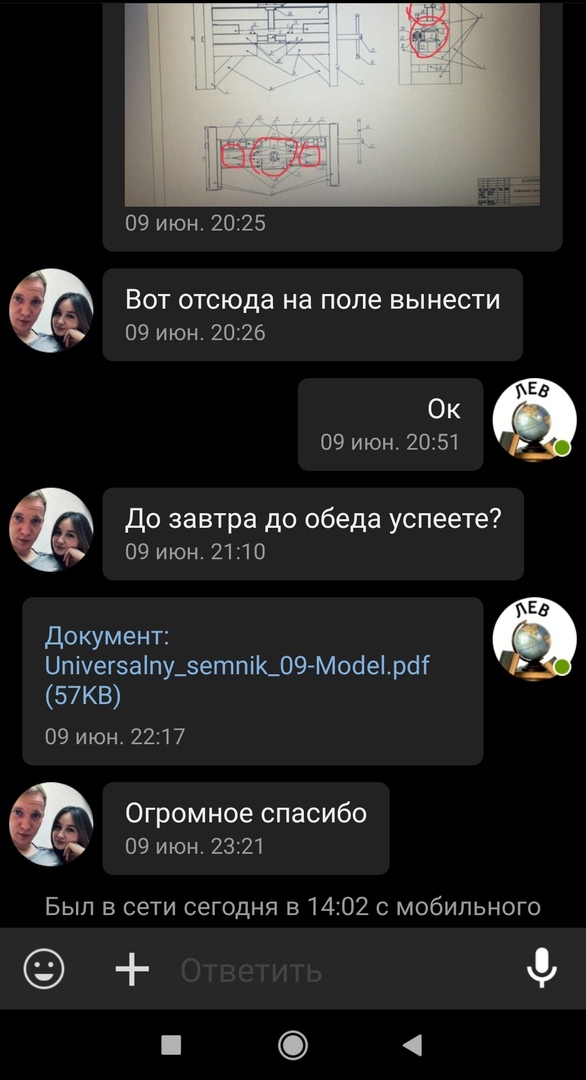 09 июн. 20:25
Вот отсюда на поле вынести
09 июн. 20:26
ЛЕВ
Ок
09 июн. 20:51
До завтра до обеда успеете?
09 июн. 21:10
ЛЕВ
Документ:
Universalny_semnik_09-Model.pdf
(57KB)
09 июн. 22:17
Огромное спасибо
09 июн. 23:21
Был в сети сегодня в 14:02 с мобильного
Ответить